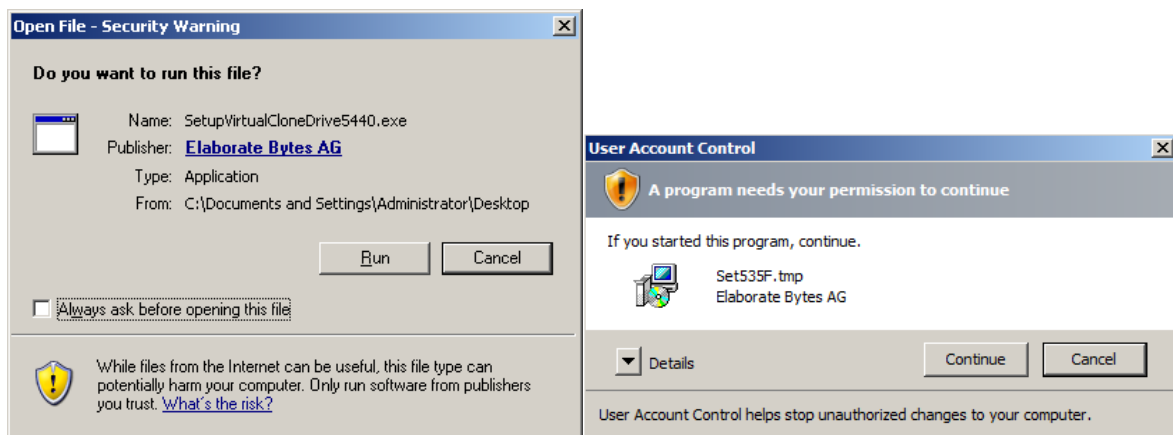 Open File - Security Warning
Do you want to run this file?
Name: SetupVirtualCloneDrive5440.exe
Publisher: Elaborate Bytes AG
Type: Application
From: C:\Documents and Settings\Administrator\Desktop
Run Cancel
Always ask before opening this file
While files from the Internet can be useful, this file type can
potentially harm your computer. Only run software from publishers
you trust. What's the risk?
User Account Control
A program needs your permission to continue
If you started this program, continue.
Set535F.tmp
Elaborate Bytes AG
Details Continue Cancel
User Account Control helps stop unauthorized changes to your computer.